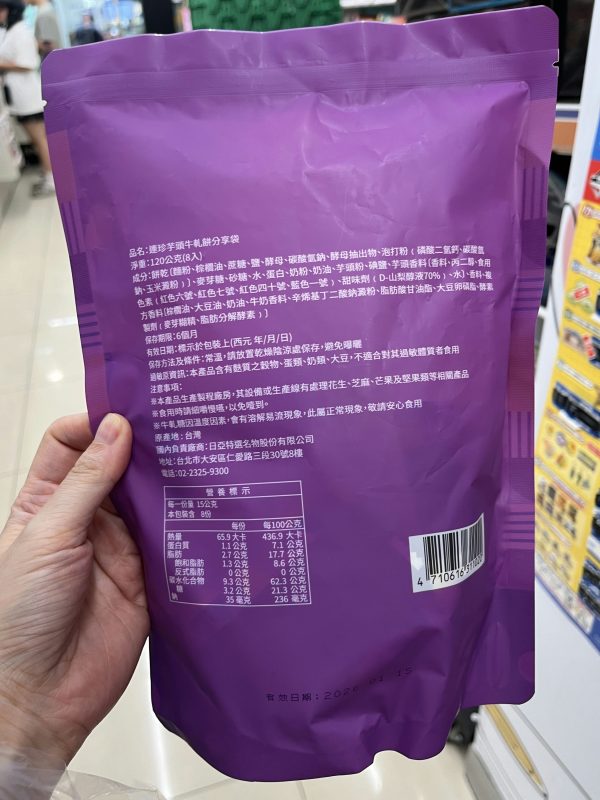 品名:連珍芋頭牛軋餅分享袋
淨重:120公克(8入)
成分:餅乾〔麵粉、棕櫚油、蔗糖、鹽、酵母、碳酸氫鈉、酵母抽出物、泡打粉﹝磷酸二氫鈣、碳酸氫
鈉、玉米澱粉﹞〕、麥芽糖、砂糖、水、蛋白、奶粉、奶油、芋頭粉、碘鹽、芋頭香料〔香料、丙二醇、食用
色素﹝紅色六號、紅色七號、紅色四十號、藍色一號﹞、甜味劑﹝D-山梨醇液70%﹞、水〕、香料、複
方香料〔棕櫚油、大豆油、奶油、牛奶香料、辛烯基丁二酸鈉澱粉、脂肪酸甘油酯、大豆卵磷脂、酵素
製劑﹝麥芽糊精、脂肪分解酵素﹞〕
保存期限:6個月
有效日期:標示於包裝上(西元 年/月/日)
保存方法及條件:常溫,請放置乾燥陰涼處保存,避免曝曬
過敏原資訊:本產品含有麩質之穀物、蛋類、奶類、大豆,不適合對其過敏體質者食用
注意事項:
※本產品生產製程廠房,其設備或生產線有處理花生、芝麻、芒果及堅果類等相關產品
※食用時請細嚼慢嚥,以免噎到。
※牛軋糖因溫度因素,會有溶解易流現象,此屬正常現象,敬請安心食用
原產地:台灣
國內負責廠商:日亞特選名物股份有限公司
地址:台北市大安區仁愛路三段30號8樓
電話:02-2325-9300
營養標示
每一份量 15公克
本包裝含 8份
每份 每100公克
熱量 65.9 大卡 436.9 大卡
蛋白質 1.1 公克 7.1 公克
脂肪 2.7 公克 17.7 公克
飽和脂肪 1.3 公克 8.6 公克
反式脂肪 0 公克 0 公克
碳水化合物 9.3 公克 62.3 公克
糖 3.2 公克 21.3 公克
鈉 35 毫克 236 毫克
4 710616
有效日期:2026 01 15